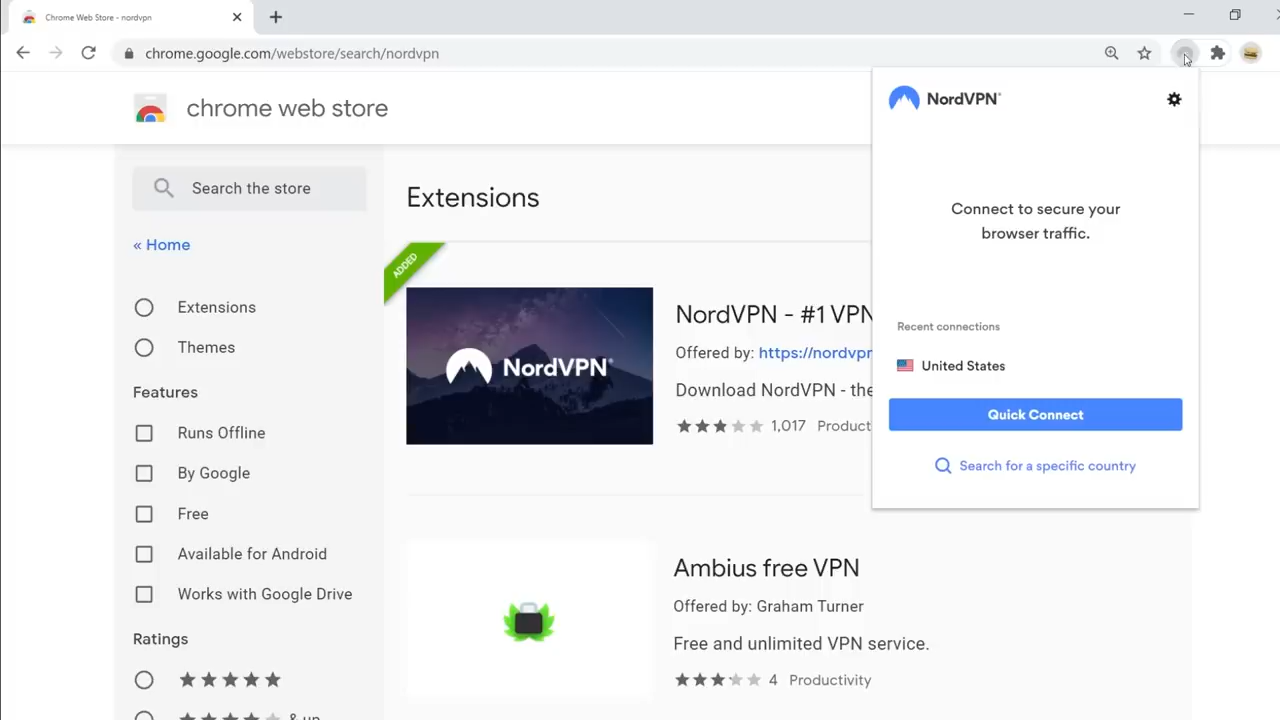 Chrome Web Store - nordvpn
chrome.google.com/webstore/search/nordvpn
chrome web store
Search the store
« Home
Extensions
Themes
Features
Runs Offline
By Google
Free
Available for Android
Works with Google Drive
Ratings
& up
Extensions
ADDED
NordVPN®
NordVPN - #1 VPN
Offered by: https://nordvpn
Download NordVPN - the
1,017 Product
Ambius free VPN
Offered by: Graham Turner
Free and unlimited VPN service.
4 Productivity
NordVPN®
Connect to secure your
browser traffic.
Recent connections
United States
Quick Connect
Search for a specific country